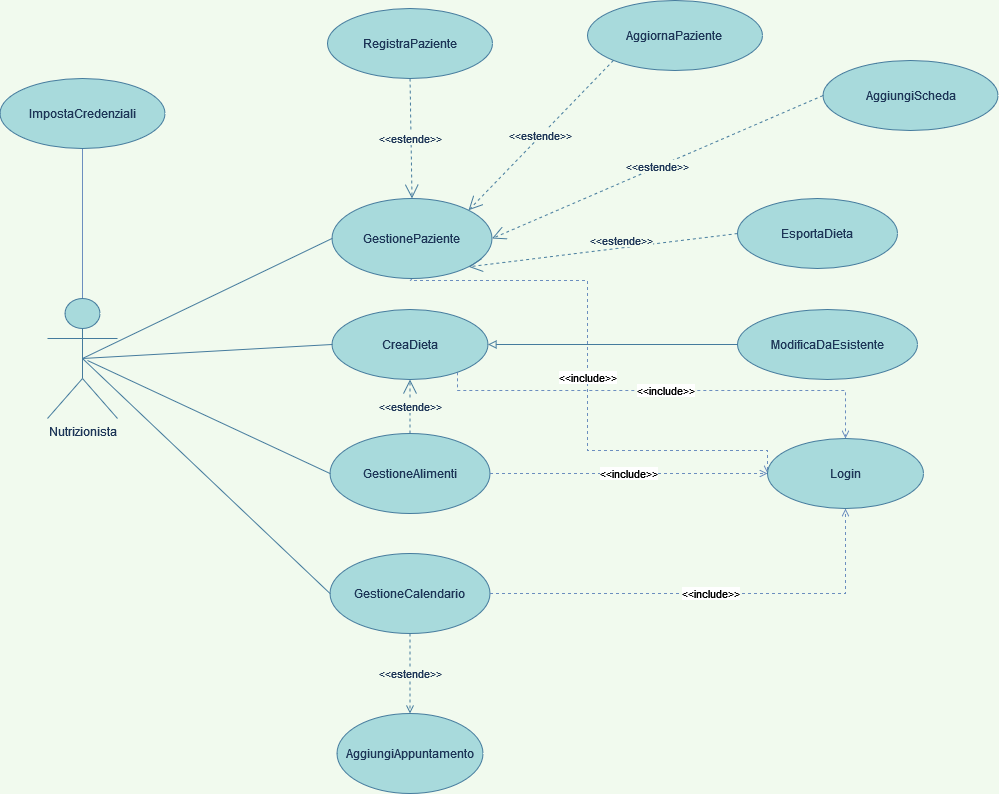 RegistraPaziente
AggiornaPaziente
AggiungiScheda
ImpostaCredenziali
<<estende>>
<<estende>>
<<estende>>
GestionePaziente
<<estende>>
EsportaDieta
CreaDieta
ModificaDaEsistente
<<include>>
<<include>>
<<estende>>
Nutrizionista
GestioneAlimenti
<<include>>
Login
GestioneCalendario
<<include>>
<<estende>>
AggiungiAppuntamento